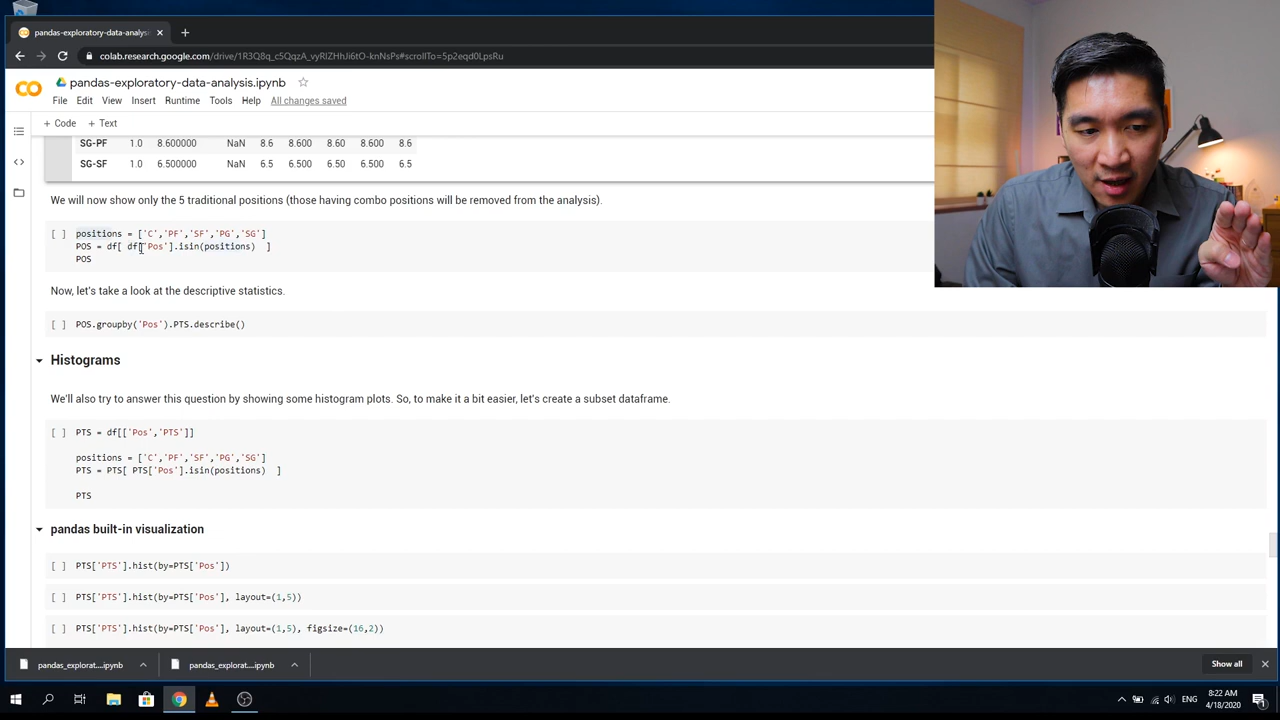 pandas-exploratory-data-analysis
colab.research.google.com/drive/1R3Q8q_c5QqzA_vyRIZHhJi6tO-knNsPs#scrollTo=5p2eqd0LpsRu
pandas-exploratory-data-analysis.ipynb
File Edit View Insert Runtime Tools Help All changes saved
+ Code + Text
SG-PF 1.0 8.600000 NaN 8.6 8.600 8.60 8.600 8.6
SG-SF 1.0 6.500000 NaN 6.5 6.500 6.50 6.500 6.5
We will now show only the 5 traditional positions (those having combo positions will be removed from the analysis).
[ ] positions = ['C','PF','SF','PG','SG']
POS = df[ df['Pos'].isin(positions) ]
POS
Now, let's take a look at the descriptive statistics.
[ ] POS.groupby('Pos').PTS.describe()
Histograms
We'll also try to answer this question by showing some histogram plots. So, to make it a bit easier, let's create a subset dataframe.
[ ] PTS = df[['Pos','PTS']]
positions = ['C','PF','SF','PG','SG']
PTS = PTS[ PTS['Pos'].isin(positions) ]
PTS
pandas built-in visualization
[ ] PTS['PTS'].hist(by=PTS['Pos'])
[ ] PTS['PTS'].hist(by=PTS['Pos'], layout=(1,5))
[ ] PTS['PTS'].hist(by=PTS['Pos'], layout=(1,5), figsize=(16,2))
pandas_explorat....ipynb pandas_explorat....ipynb Show all
ENG 8:22 AM
4/18/2020